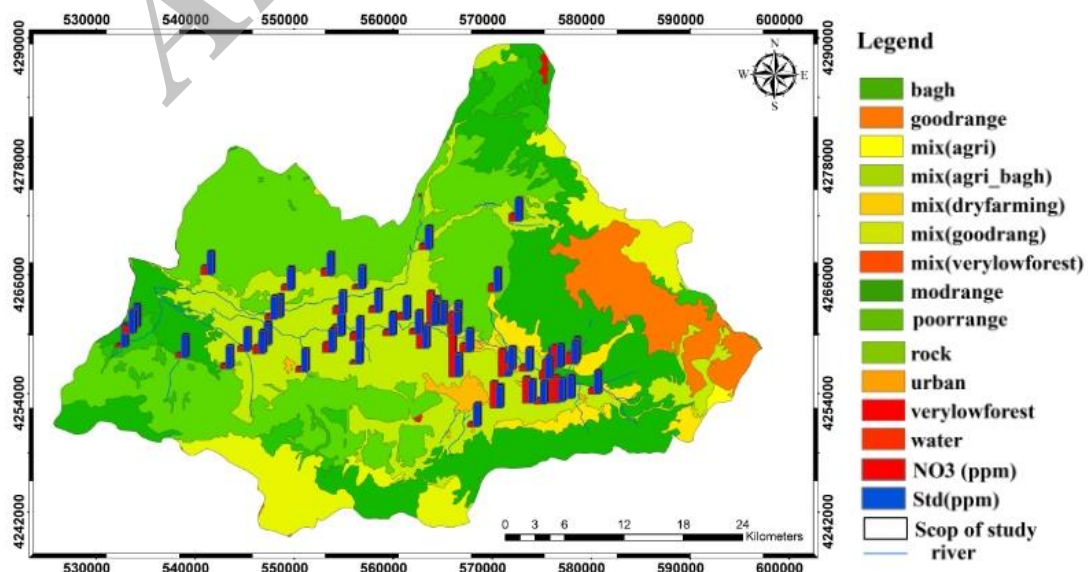 530000 540000 550000 560000 570000 580000 590000 600000
4290000
4278000
4266000
4254000
4242000
N
W E
S
4290000
4278000
4266000
4254000
4242000
0 3 6 12 18 24
Kilometers
530000 540000 550000 560000 570000 580000 590000 600000
Legend
bagh
goodrange
mix(agri)
mix(agri_bagh)
mix(dryfarming)
mix(goodrang)
mix(verylowforest)
modrange
poorrange
rock
urban
verylowforest
water
NO3 (ppm)
Std(ppm)
Scop of study
river